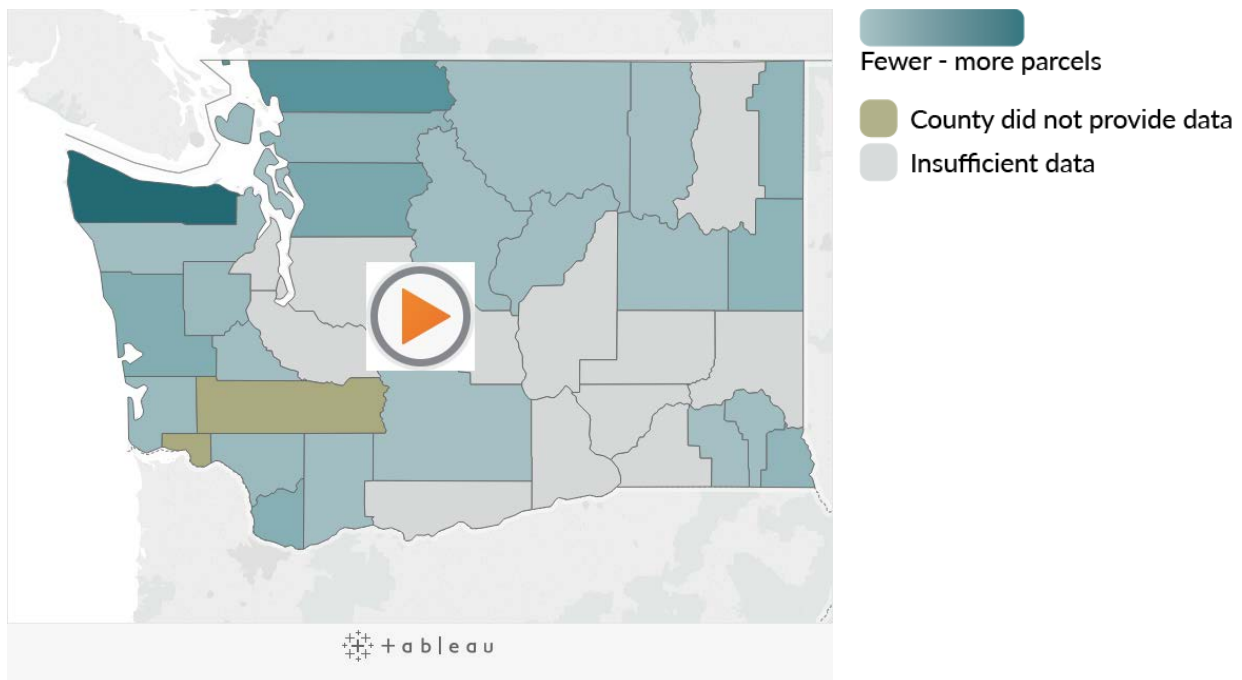 Fewer - more parcels
County did not provide data
Insufficient data
+ableau